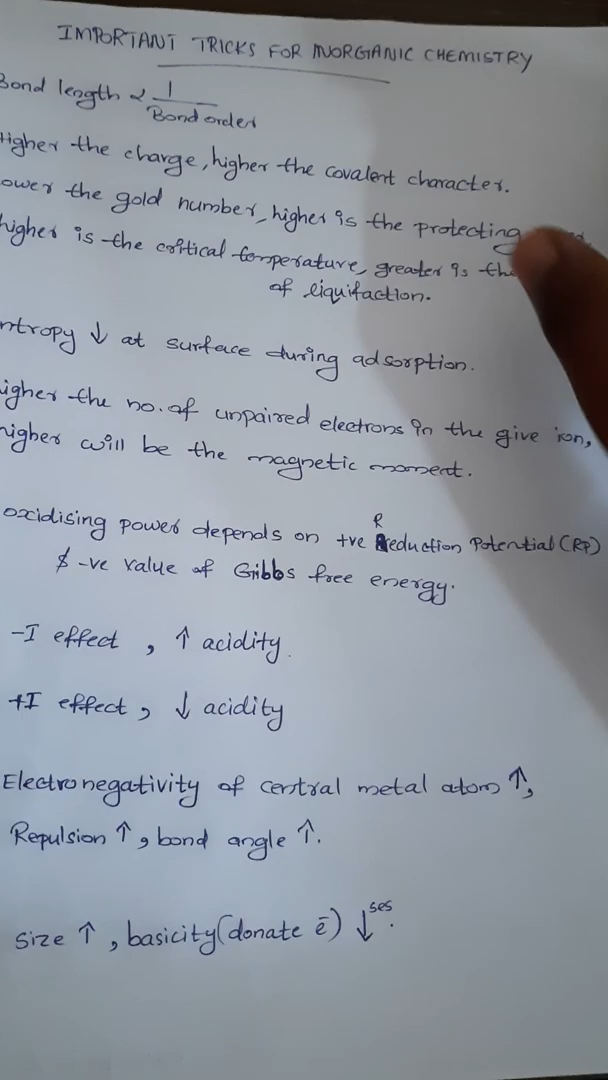 IMPORTANT TRICKS FOR INORGANIC CHEMISTRY
Bond length ∝ 1/Bond order
Higher the charge, higher the covalent character.
ower the gold number, higher is the protecting
higher is the critical temperature, greater is the
of liquifaction.
ntropy ↓ at surface during adsorption.
igher the no. of unpaired electrons in the give ion,
higher will be the magnetic moment.
oxidising power depends on +ve Reduction Potential (RP)
& -ve value of Gibbs free energy.
-I effect, ↑ acidity.
+I effect, ↓ acidity
Electronegativity of central metal atom ↑,
Repulsion ↑, bond angle ↑.
size ↑, basicity (donate ē) ↓ses.